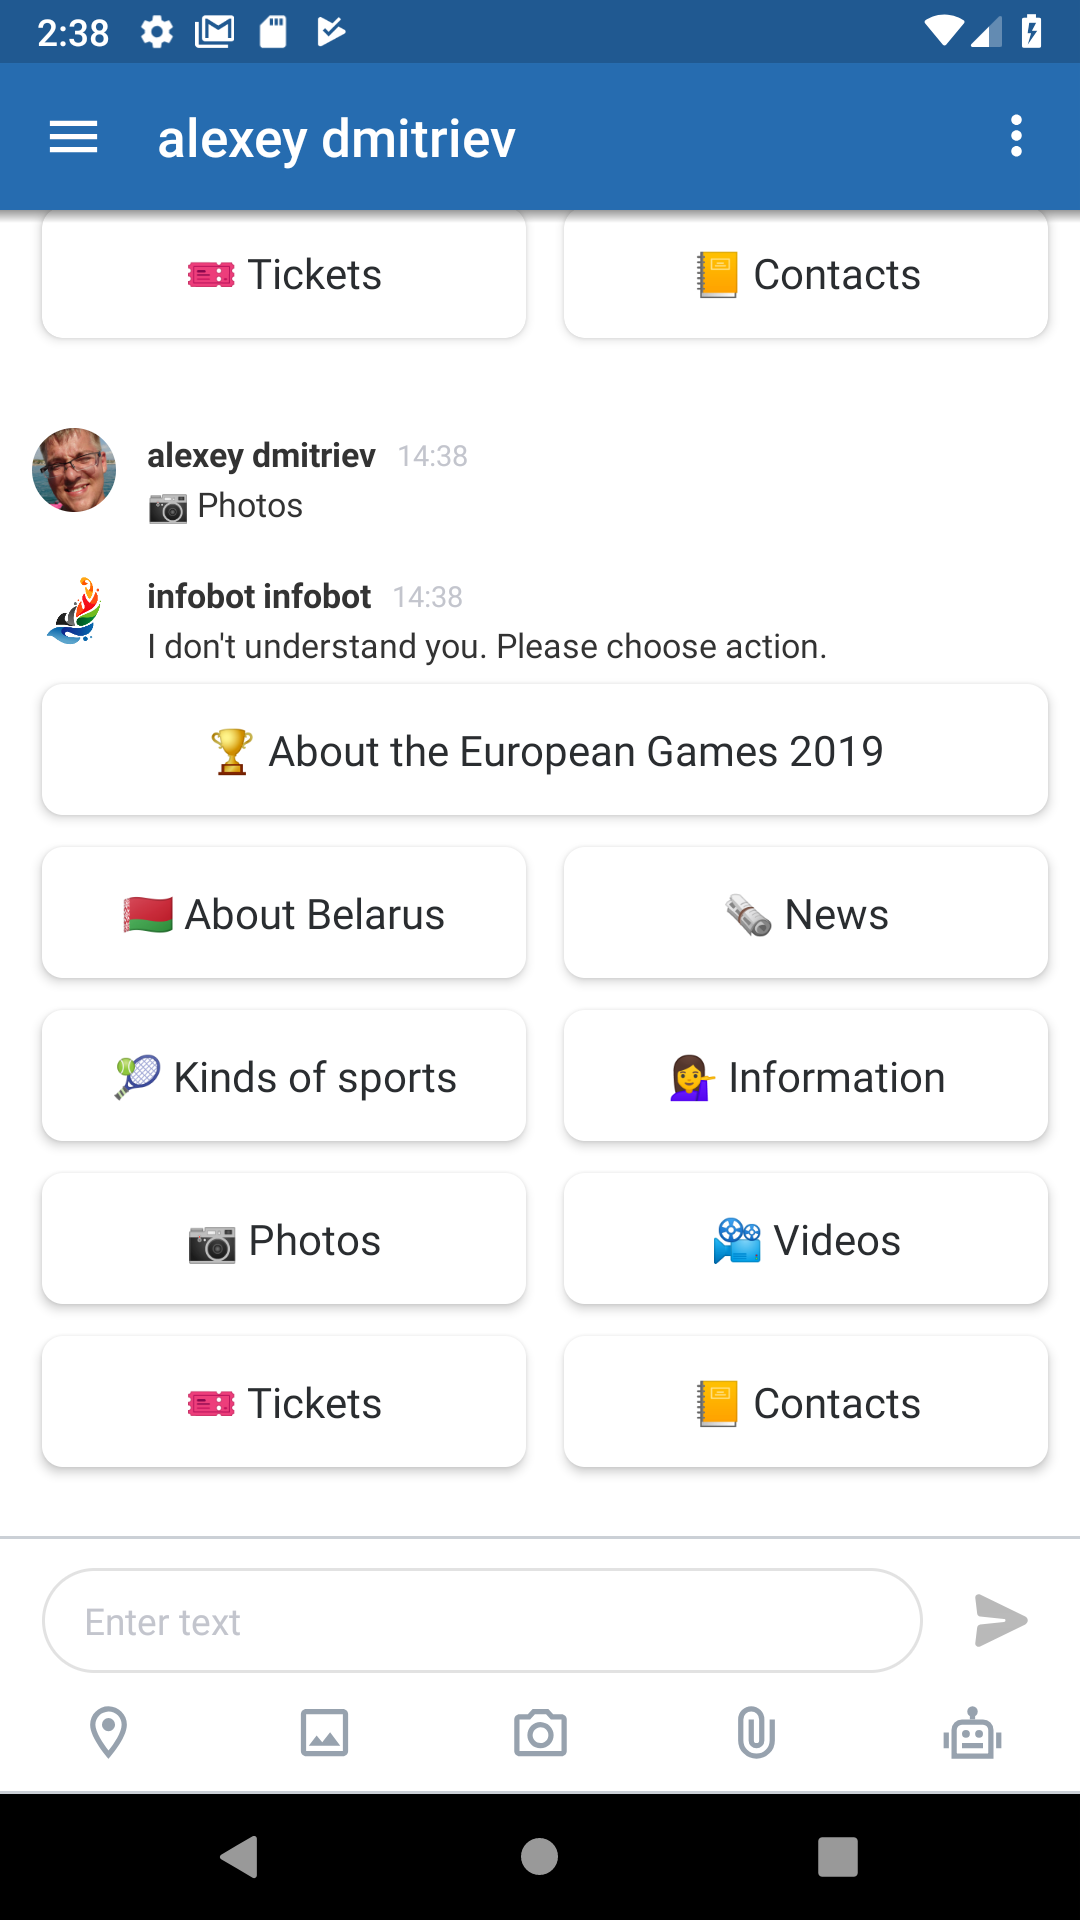 2:38
alexey dmitriev
🎟 Tickets
📒 Contacts
alexey dmitriev 14:38
📷 Photos
infobot infobot 14:38
I don't understand you. Please choose action.
🏆 About the European Games 2019
🇧🇾 About Belarus
🗞 News
🎾 Kinds of sports
💁‍♀️ Information
📷 Photos
🎥 Videos
🎟 Tickets
📒 Contacts
Enter text